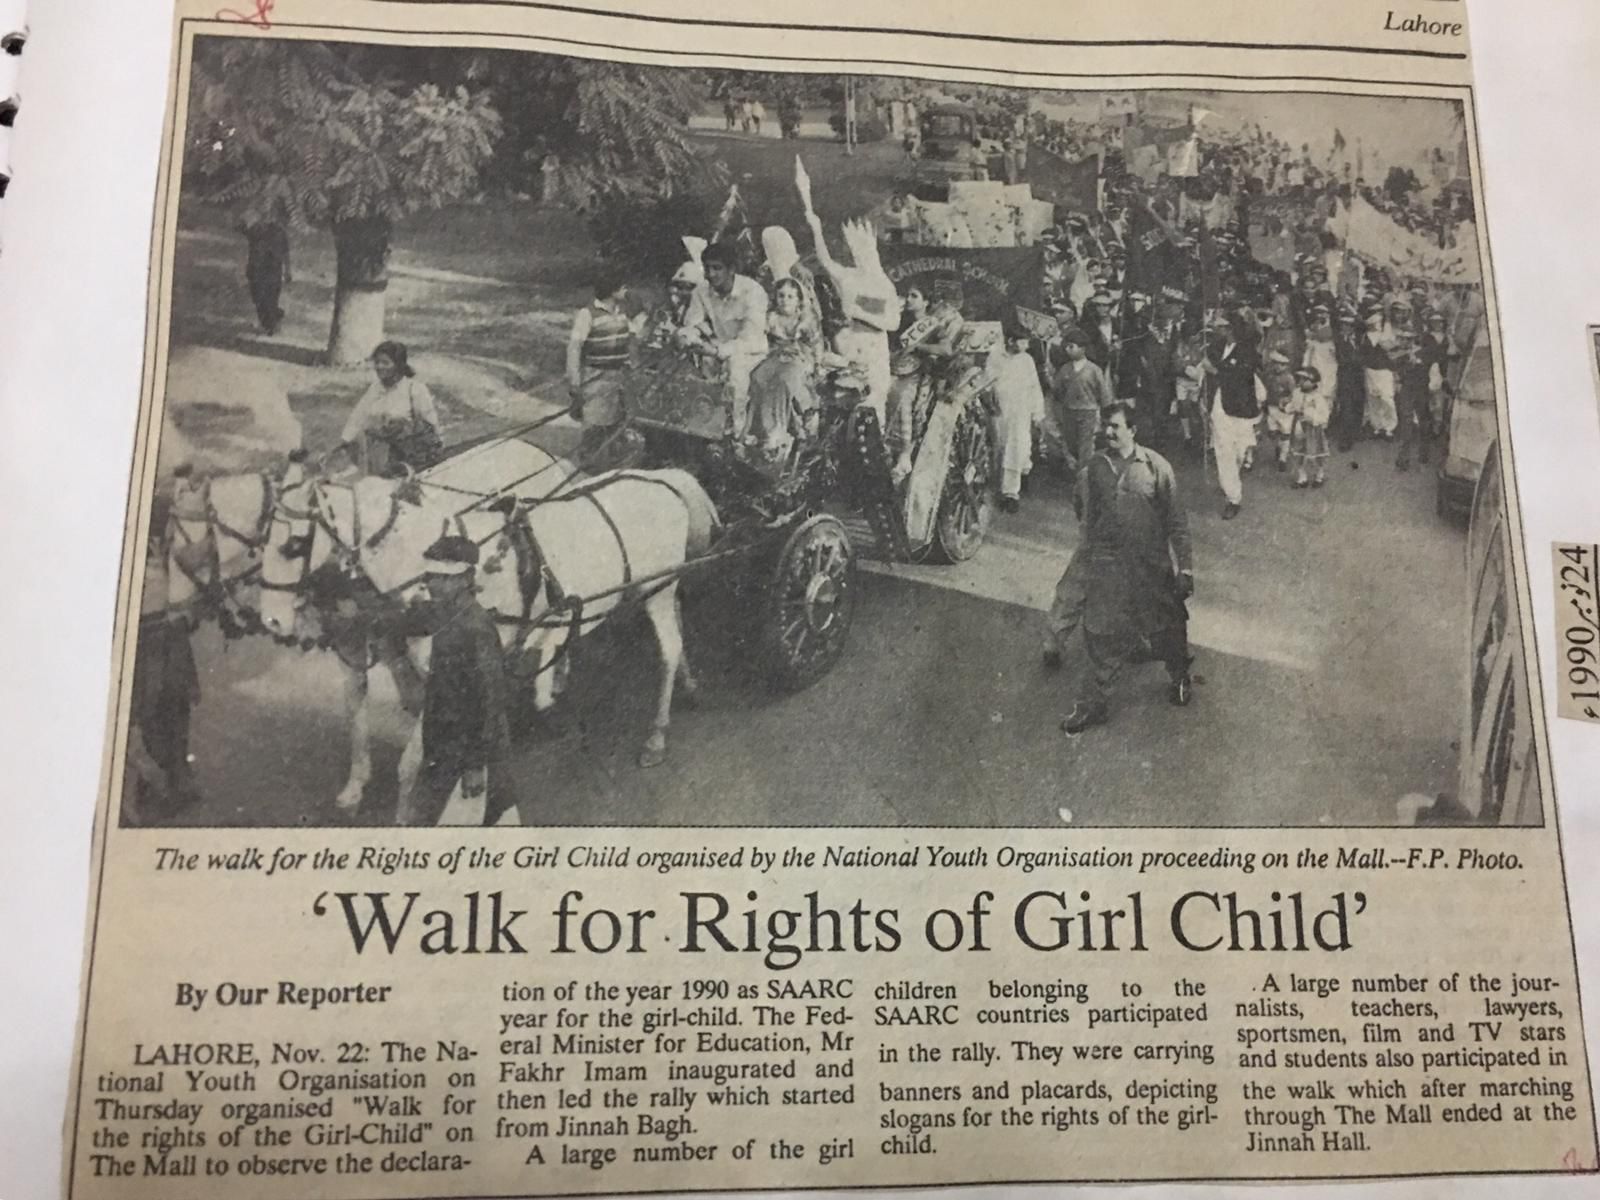 Lahore
CATHEDRAL SCHOOL
24نومبر1990ء
The walk for the Rights of the Girl Child organised by the National Youth Organisation proceeding on the Mall.--F.P. Photo.
‘Walk for Rights of Girl Child’
By Our Reporter
LAHORE, Nov. 22: The Na-
tional Youth Organisation on
Thursday organised "Walk for
the rights of the Girl-Child" on
The Mall to observe the declara-
tion of the year 1990 as SAARC
year for the girl-child. The Fed-
eral Minister for Education, Mr
Fakhr Imam inaugurated and
then led the rally which started
from Jinnah Bagh.
A large number of the girl
children belonging to the
SAARC countries participated
in the rally. They were carrying
banners and placards, depicting
slogans for the rights of the girl-
child.
A large number of the jour-
nalists, teachers, lawyers,
sportsmen, film and TV stars
and students also participated in
the walk which after marching
through The Mall ended at the
Jinnah Hall.